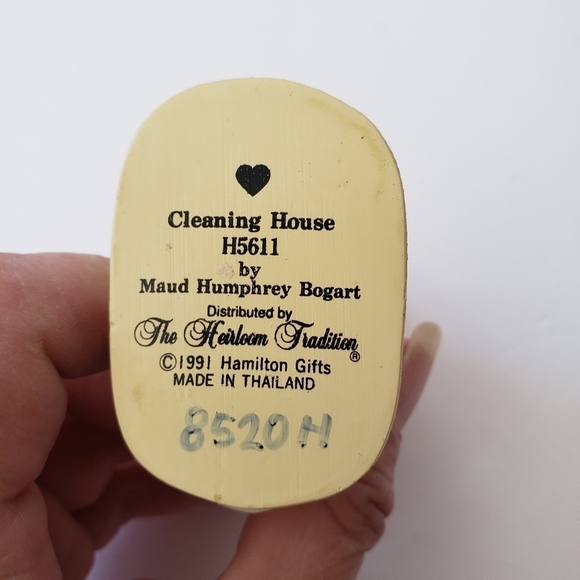 Cleaning House
H5611
by
Maud Humphrey Bogart
Distributed by
The Heirloom Tradition®
©1991 Hamilton Gifts
MADE IN THAILAND
8520H